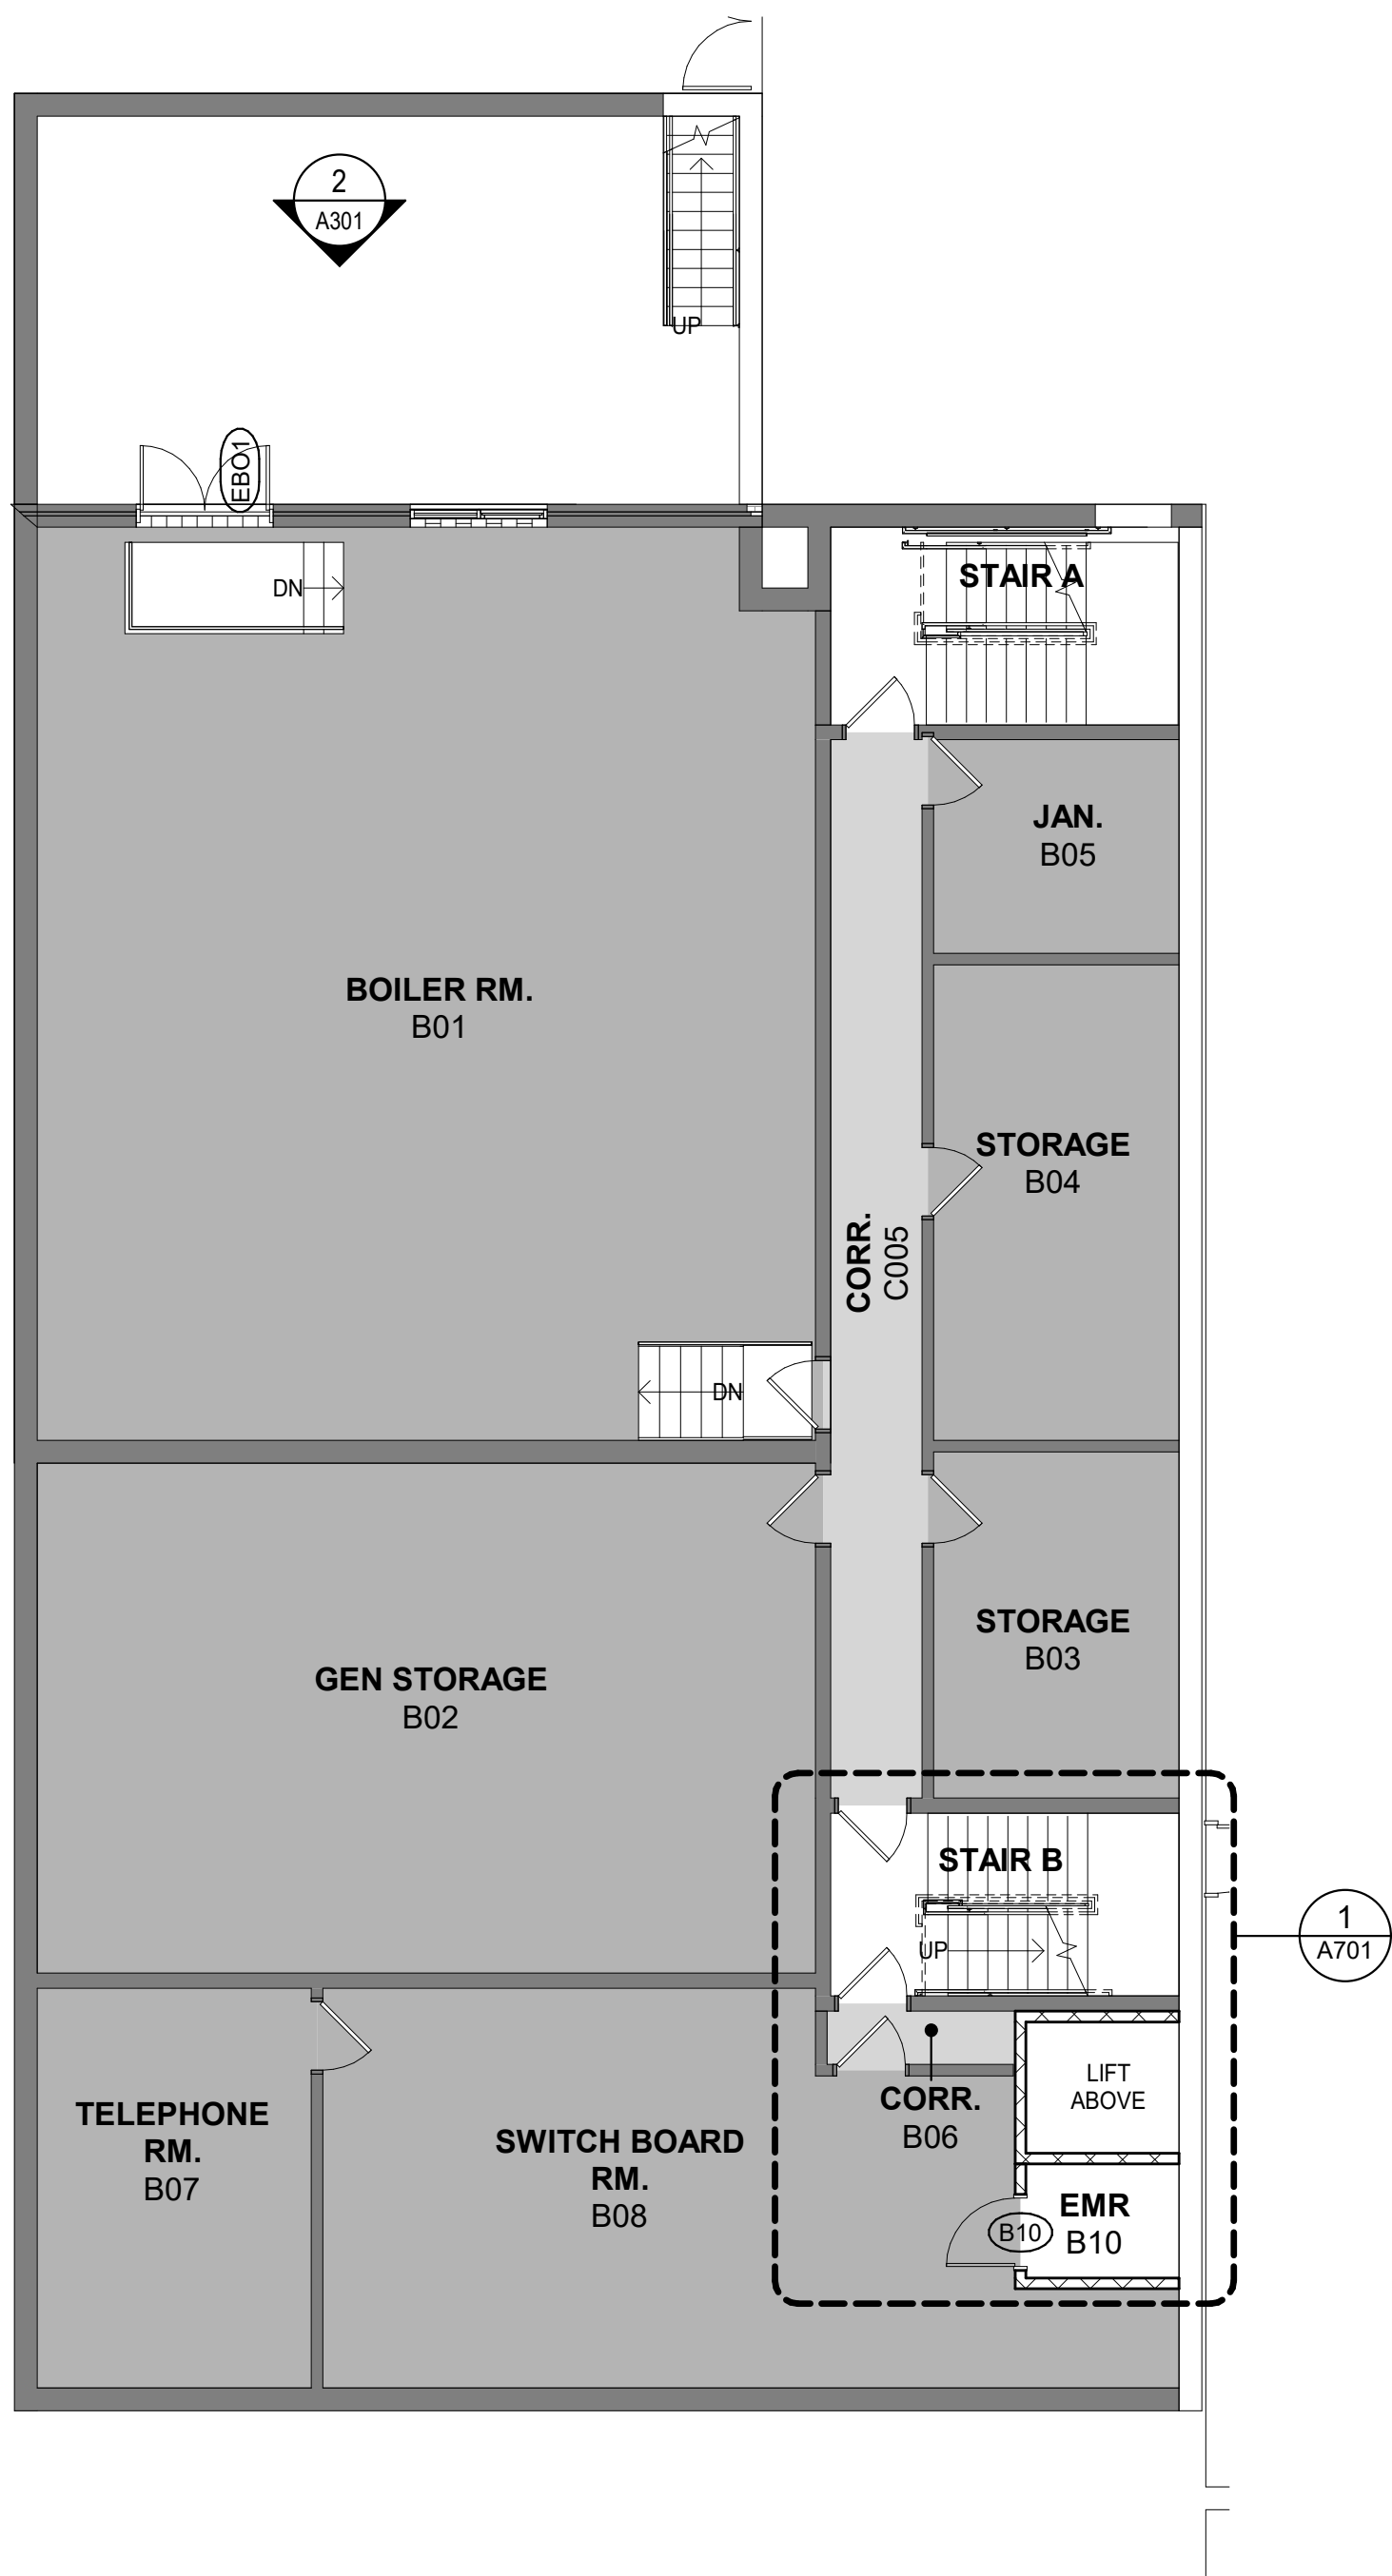 2
A301
UP
EBO1
DN
STAIR A
JAN.
B05
BOILER RM.
B01
STORAGE
B04
CORR.
C005
DN
STORAGE
B03
GEN STORAGE
B02
STAIR B
UP
1
A701
LIFT
ABOVE
CORR.
B06
TELEPHONE
RM.
B07
SWITCH BOARD
RM.
B08
EMR
B10
B10